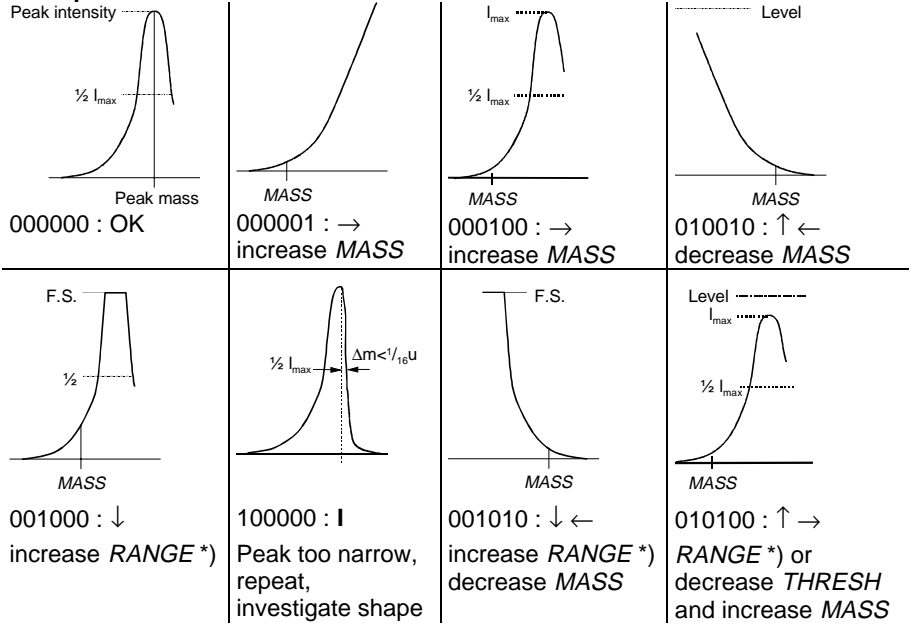 Peak intensity
½ Imax
Peak mass
000000 : OK
MASS
000001 : →
increase MASS
Imax
½ Imax
MASS
000100 : →
increase MASS
Level
MASS
010010 : ↑ ←
decrease MASS
F.S.
½
MASS
001000 : ↓
increase RANGE *)
½ Imax
Δm<1/16u
100000 : I
Peak too narrow,
repeat,
investigate shape
F.S.
MASS
001010 : ↓ ←
increase RANGE *)
decrease MASS
Level
Imax
½ Imax
MASS
010100 : ↑ →
RANGE *) or
decrease THRESH
and increase MASS